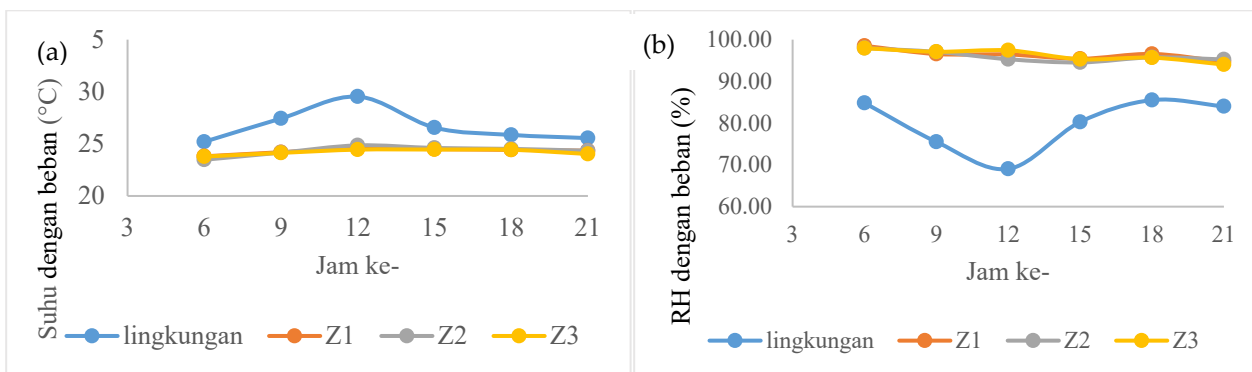 (a)
Suhu dengan beban (°C)
5
30
25
20
3 6 9 12 15 18 21
Jam ke-
lingkungan Z1 Z2 Z3
(b)
RH dengan beban (%)
100.00
90.00
80.00
70.00
60.00
3 6 9 12 15 18 21
Jam ke-
lingkungan Z1 Z2 Z3